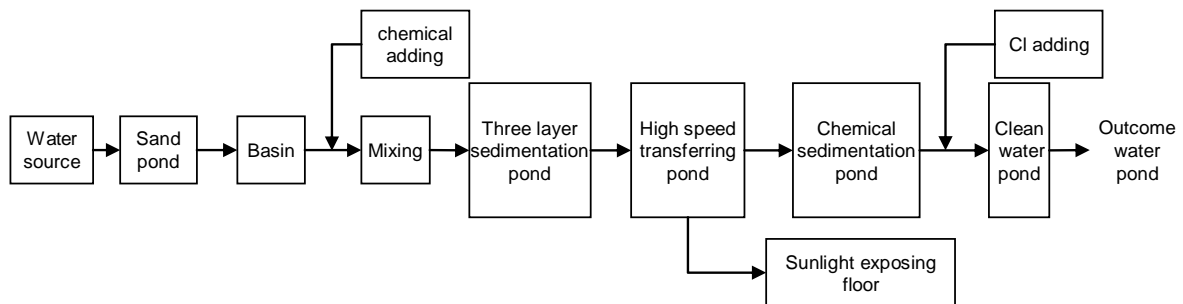 chemical
adding
Cl adding
Water
source
Sand
pond
Basin
Mixing
Three layer
sedimentation
pond
High speed
transferring
pond
Chemical
sedimentation
pond
Clean
water
pond
Outcome
water
pond
Sunlight exposing
floor